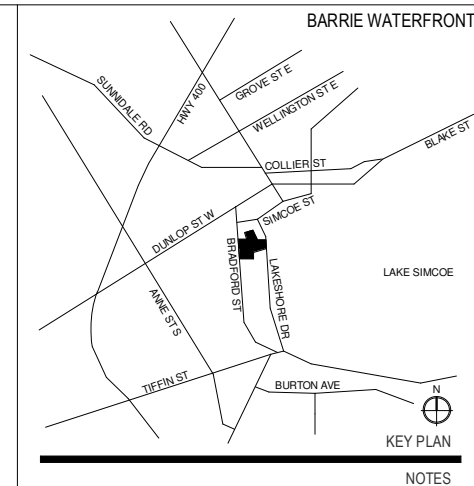 BARRIE WATERFRONT
SUNNIDALE RD
HWY 400
GROVE ST E
WELLINGTON ST E
BLAKE ST
COLLIER ST
SIMCOE ST
DUNLOP ST W
BRADFORD ST
LAKESHORE DR
LAKE SIMCOE
ANNE ST S
TIFFIN ST
BURTON AVE
N
KEY PLAN
NOTES